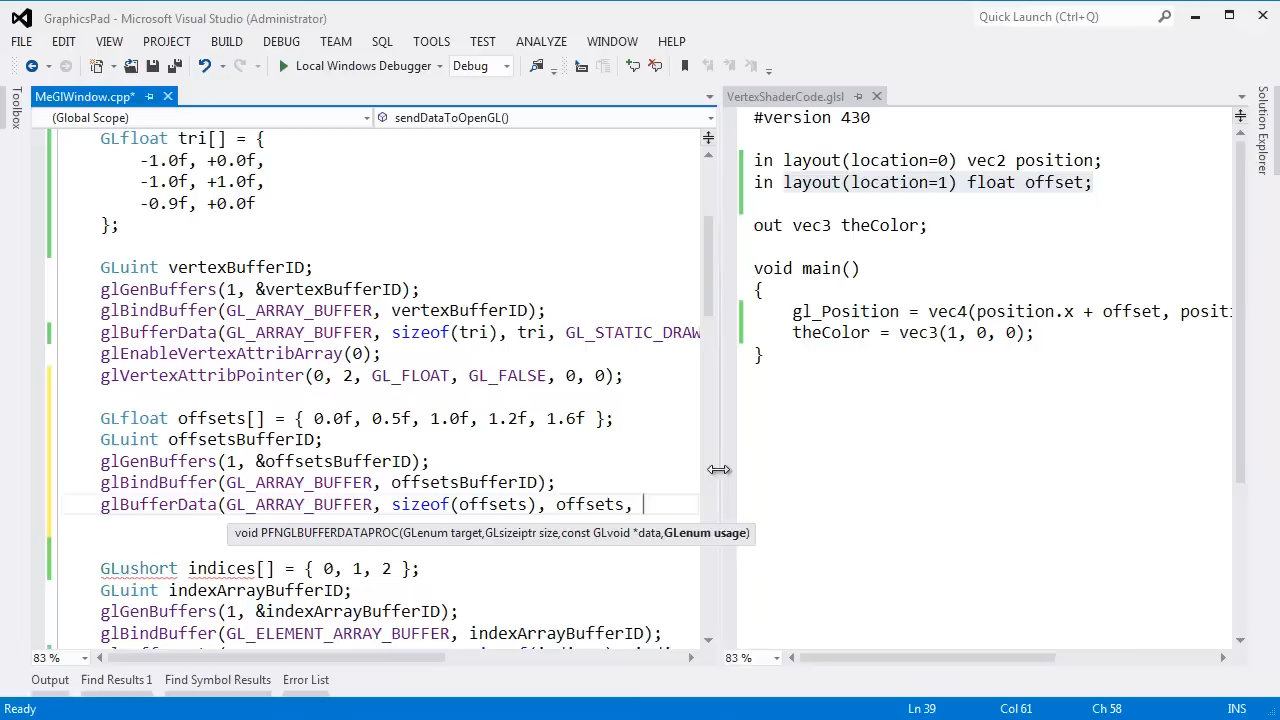 GraphicsPad - Microsoft Visual Studio (Administrator)
Quick Launch (Ctrl+Q)
FILE EDIT VIEW PROJECT BUILD DEBUG TEAM SQL TOOLS TEST ANALYZE WINDOW HELP
Local Windows Debugger Debug
Toolbox
MeGlWindow.cpp*
(Global Scope) sendDataToOpenGL()
GLfloat tri[] = {
-1.0f, +0.0f,
-1.0f, +1.0f,
-0.9f, +0.0f
};
GLuint vertexBufferID;
glGenBuffers(1, &vertexBufferID);
glBindBuffer(GL_ARRAY_BUFFER, vertexBufferID);
glBufferData(GL_ARRAY_BUFFER, sizeof(tri), tri, GL_STATIC_DRAW
glEnableVertexAttribArray(0);
glVertexAttribPointer(0, 2, GL_FLOAT, GL_FALSE, 0, 0);
GLfloat offsets[] = { 0.0f, 0.5f, 1.0f, 1.2f, 1.6f };
GLuint offsetsBufferID;
glGenBuffers(1, &offsetsBufferID);
glBindBuffer(GL_ARRAY_BUFFER, offsetsBufferID);
glBufferData(GL_ARRAY_BUFFER, sizeof(offsets), offsets,
void PFNGLBUFFERDATAPROC(GLenum target,GLsizeiptr size,const GLvoid *data,GLenum usage)
GLushort indices[] = { 0, 1, 2 };
GLuint indexArrayBufferID;
glGenBuffers(1, &indexArrayBufferID);
glBindBuffer(GL_ELEMENT_ARRAY_BUFFER, indexArrayBufferID);
83 %
VertexShaderCode.glsl
#version 430
in layout(location=0) vec2 position;
in layout(location=1) float offset;
out vec3 theColor;
void main()
{
gl_Position = vec4(position.x + offset, positi
theColor = vec3(1, 0, 0);
}
83 %
Solution Explorer
Output Find Results 1 Find Symbol Results Error List
Ready Ln 39 Col 61 Ch 58 INS